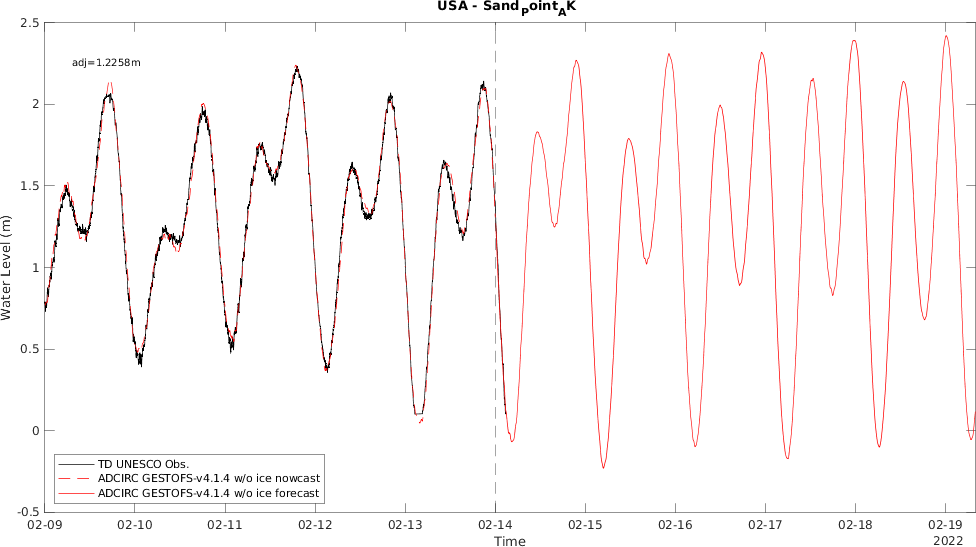 USA - Sand_Point_AK
adj=1.2258m
2.5
2
1.5
1
0.5
0
-0.5
Water Level (m)
TD UNESCO Obs.
ADCIRC GESTOFS-v4.1.4 w/o ice nowcast
ADCIRC GESTOFS-v4.1.4 w/o ice forecast
02-09 02-10 02-11 02-12 02-13 02-14 02-15 02-16 02-17 02-18 02-19
Time 2022